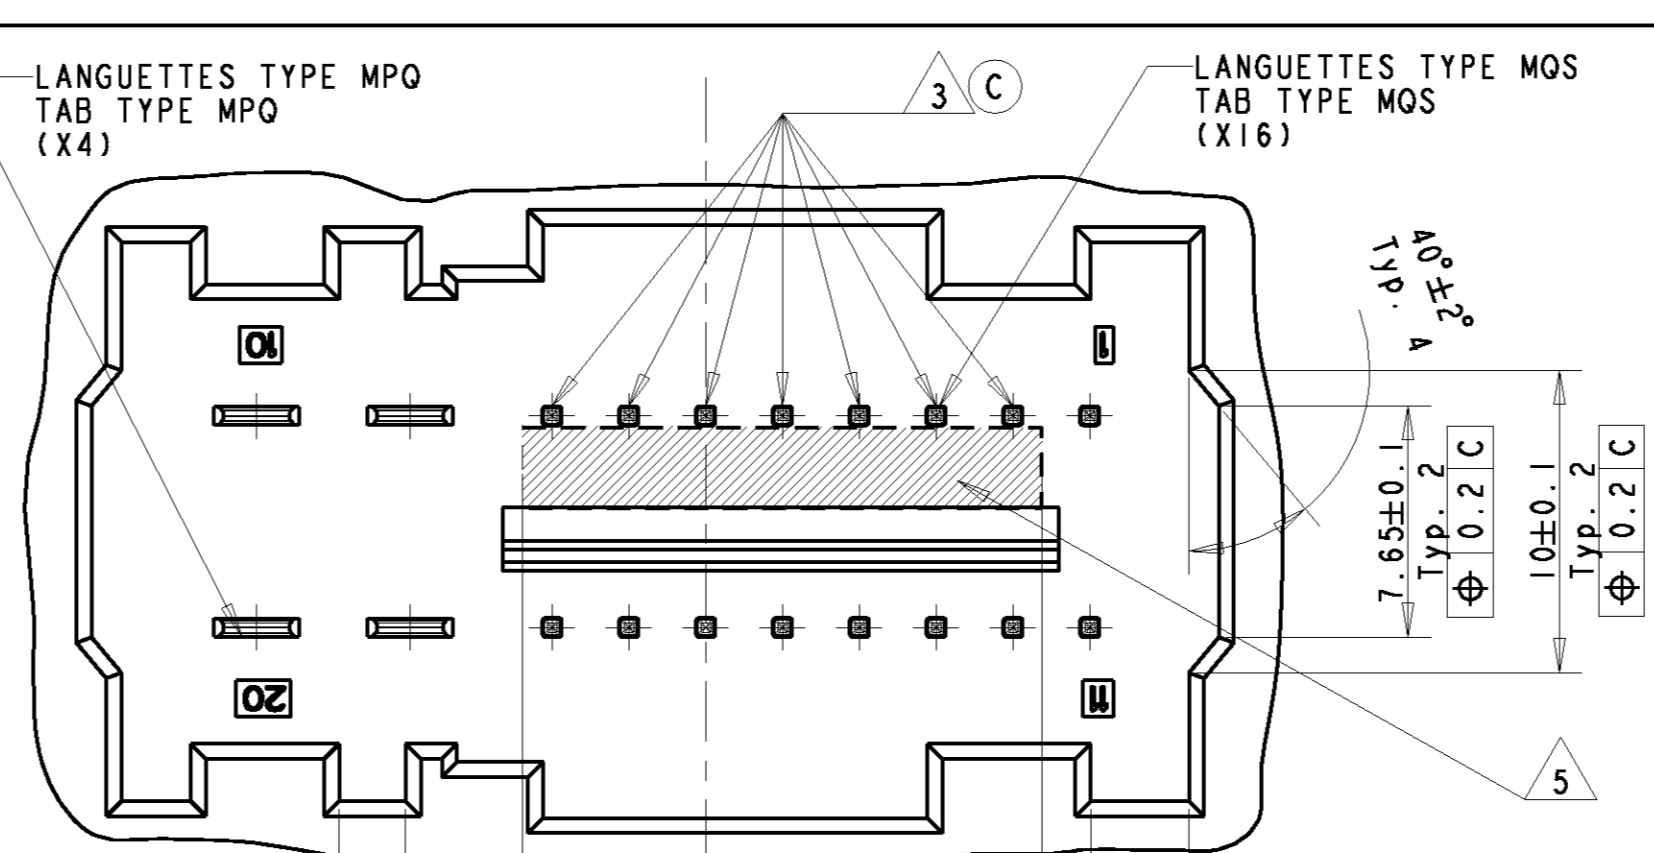 LANGUETTES TYPE MPQ
TAB TYPE MPQ
(X4)
3
C
LANGUETTES TYPE MQS
TAB TYPE MQS
(X16)
40°±2°
Typ. 4
10
1
7.65±0.1
Typ. 2
⌖ 0.2 C
10±0.1
Typ. 2
⌖ 0.2 C
20
11
5